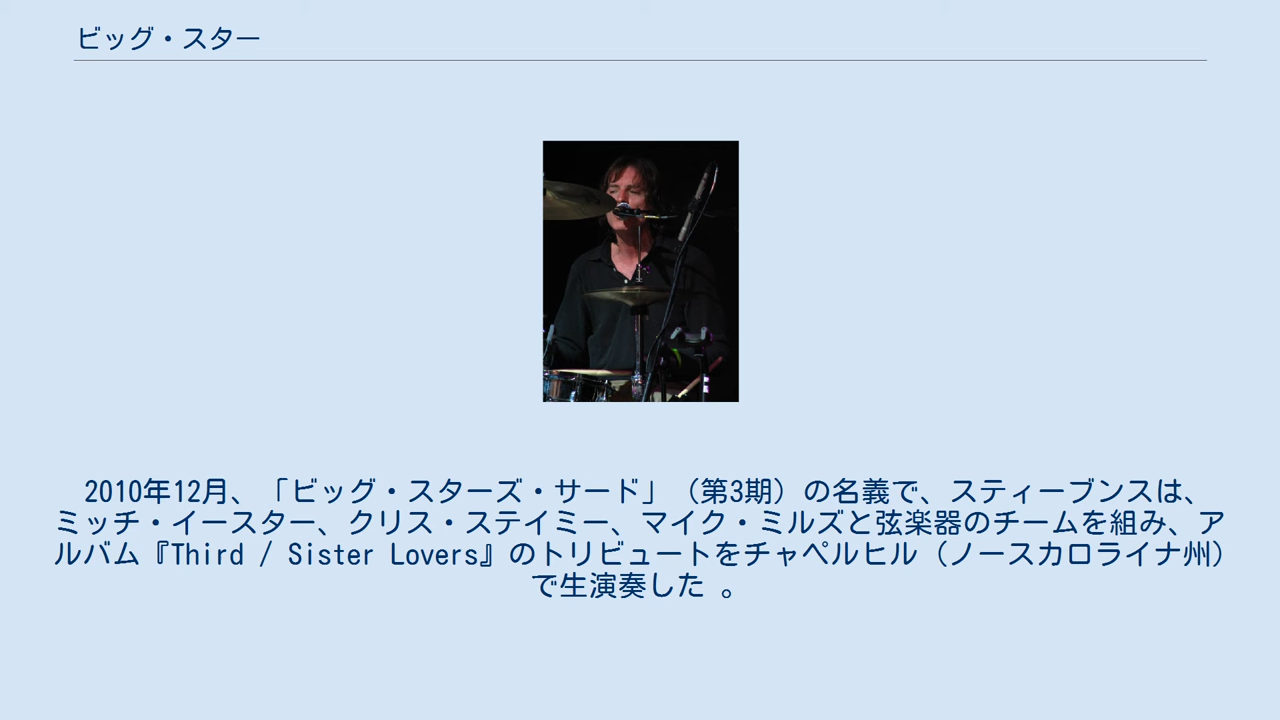 ビッグ・スター
2010年12月、「ビッグ・スターズ・サード」（第3期）の名義で、スティーブンスは、
ミッチ・イースター、クリス・ステイミー、マイク・ミルズと弦楽器のチームを組み、ア
ルバム『Third / Sister Lovers』のトリビュートをチャペルヒル（ノースカロライナ州）
で生演奏した 。